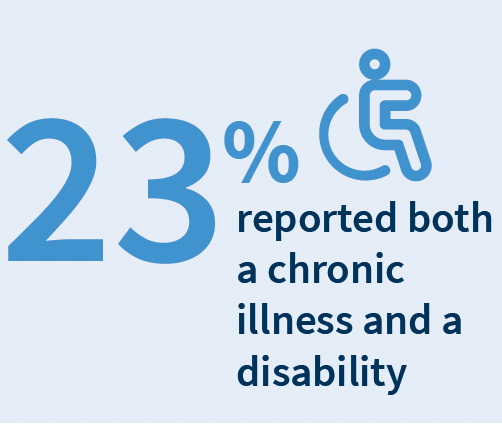 23%
reported both
a chronic
illness and a
disability